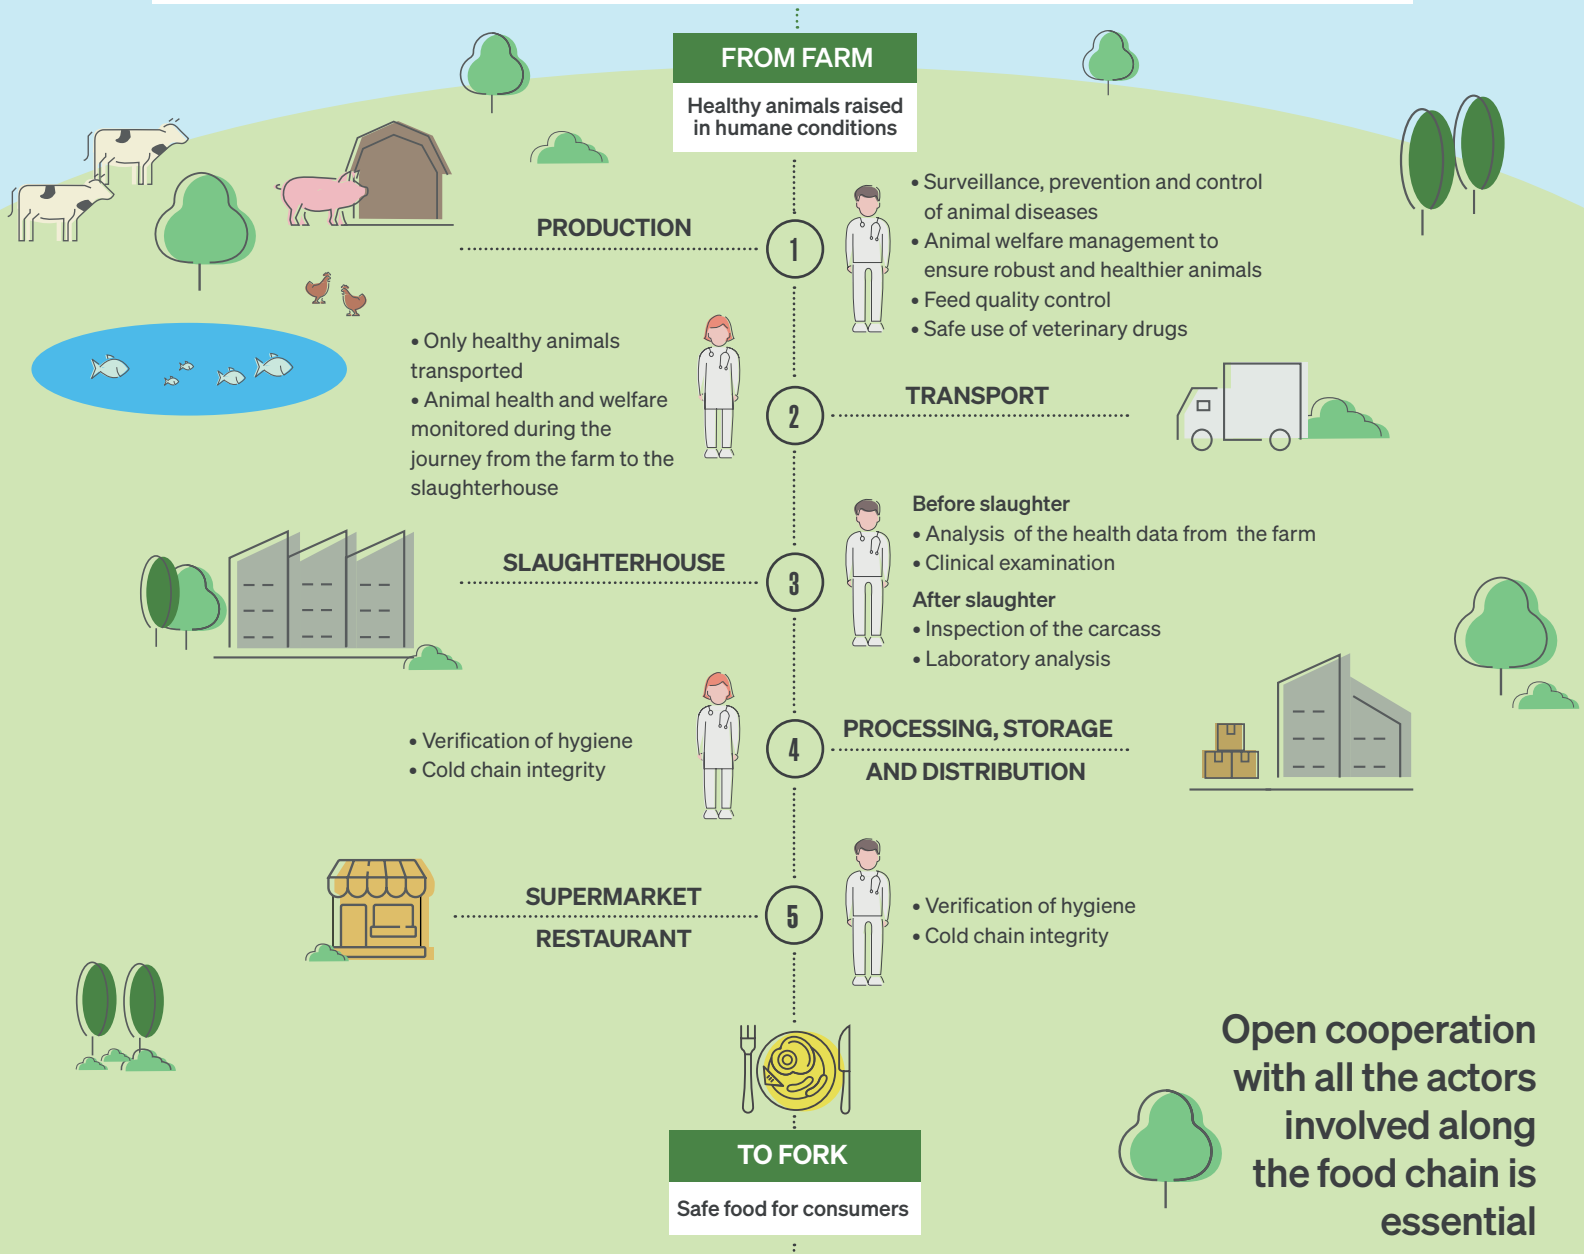 FROM FARM
Healthy animals raised
in humane conditions
PRODUCTION
1
• Surveillance, prevention and control
of animal diseases
• Animal welfare management to
ensure robust and healthier animals
• Feed quality control
• Safe use of veterinary drugs
• Only healthy animals
transported
• Animal health and welfare
monitored during the
journey from the farm to the
slaughterhouse
2
TRANSPORT
SLAUGHTERHOUSE
3
Before slaughter
• Analysis of the health data from the farm
• Clinical examination
After slaughter
• Inspection of the carcass
• Laboratory analysis
• Verification of hygiene
• Cold chain integrity
4
PROCESSING, STORAGE
AND DISTRIBUTION
SUPERMARKET
RESTAURANT
5
• Verification of hygiene
• Cold chain integrity
TO FORK
Safe food for consumers
Open cooperation
with all the actors
involved along
the food chain is
essential